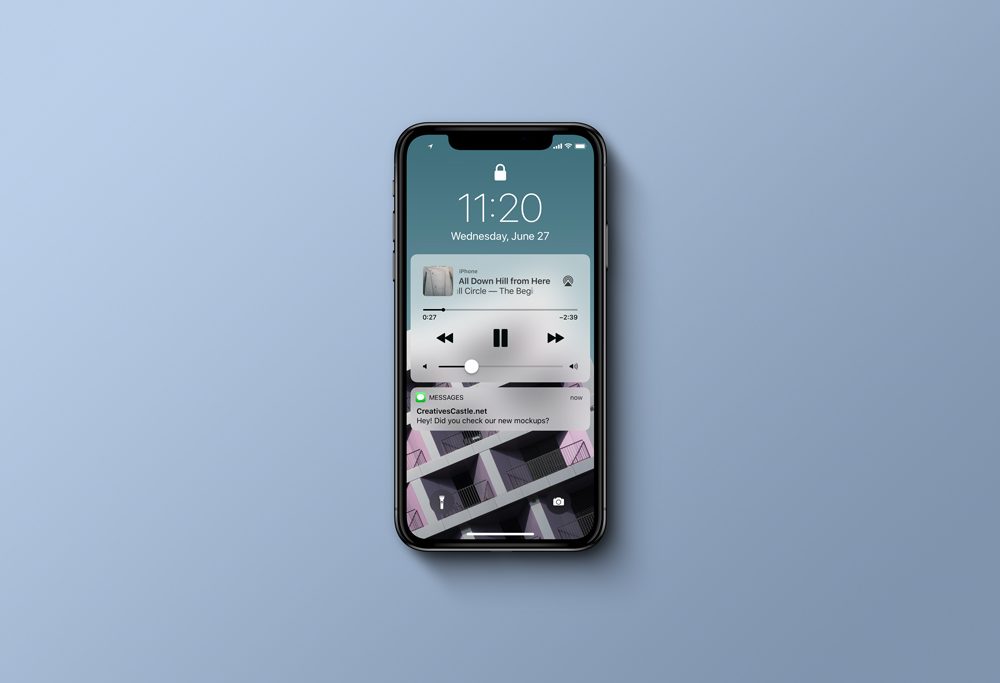 11:20
Wednesday, June 27
iPhone
All Down Hill from Here
ll Circle — The Begi
0:27
−2:39
MESSAGES
now
CreativesCastle.net
Hey! Did you check our new mockups?